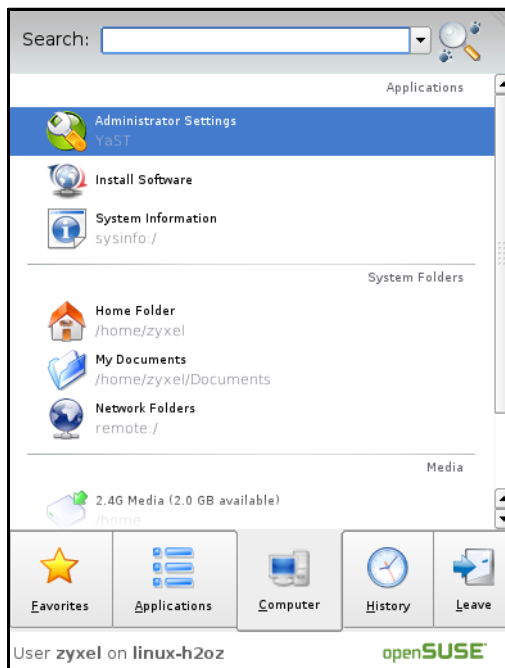 Search:
Applications
Administrator Settings
YaST
Install Software
System Information
sysinfo:/
System Folders
Home Folder
/home/zyxel
My Documents
/home/zyxel/Documents
Network Folders
remote:/
Media
2.4G Media (2.0 GB available)
/home
Favorites
Applications
Computer
History
Leave
User zyxel on linux-h2oz
openSUSE